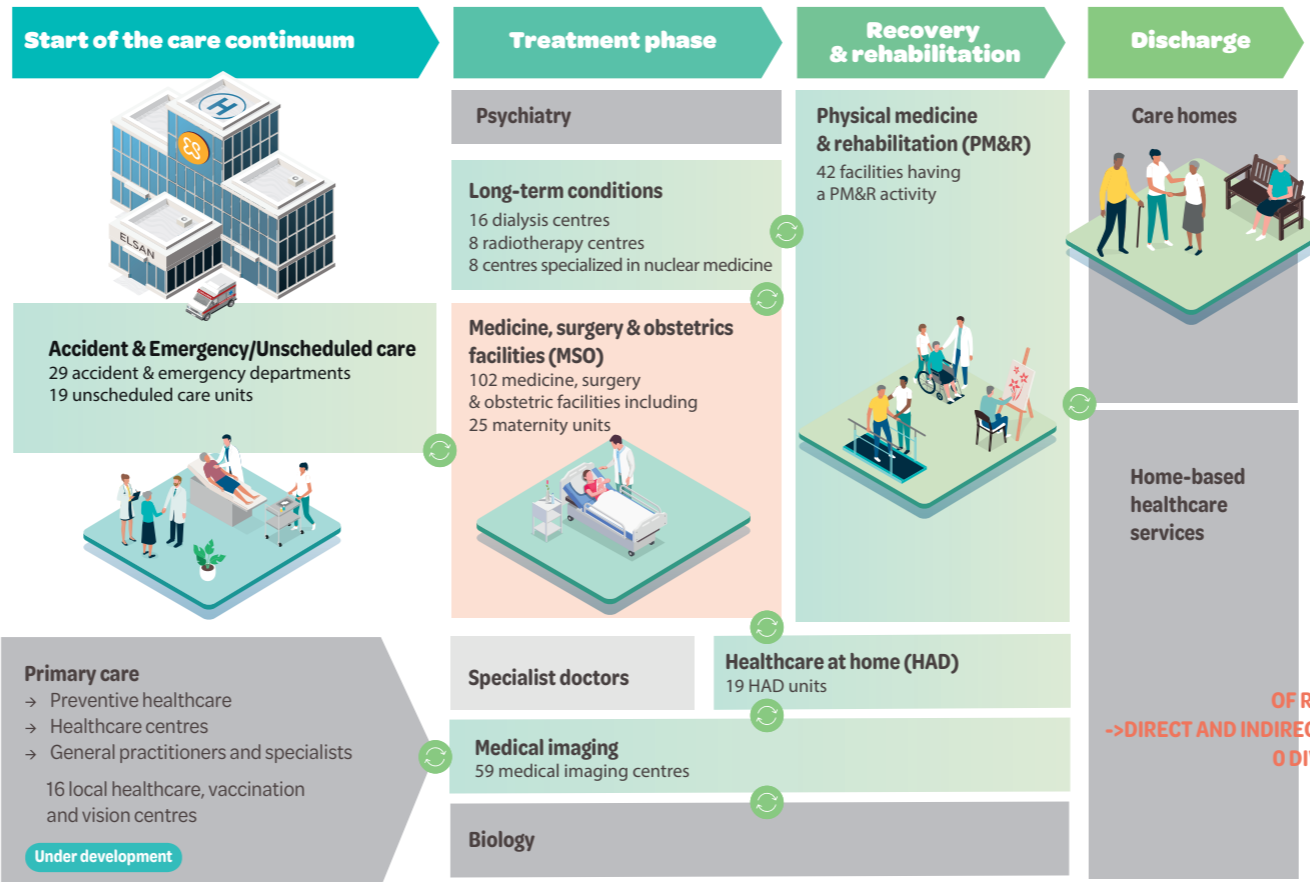 Start of the care continuum
Treatment phase
Recovery
& rehabilitation
Discharge
H
ELSAN
Accident & Emergency/Unscheduled care
29 accident & emergency departments
19 unscheduled care units
Primary care
→ Preventive healthcare
→ Healthcare centres
→ General practitioners and specialists
16 local healthcare, vaccination
and vision centres
Under development
Psychiatry
Long-term conditions
16 dialysis centres
8 radiotherapy centres
8 centres specialized in nuclear medicine
Medicine, surgery & obstetrics
facilities (MSO)
102 medicine, surgery
& obstetric facilities including
25 maternity units
Specialist doctors
Healthcare at home (HAD)
19 HAD units
Medical imaging
59 medical imaging centres
Biology
Physical medicine
& rehabilitation (PM&R)
42 facilities having
a PM&R activity
Care homes
Home-based
healthcare
services
OF
->DIRECT AND
0